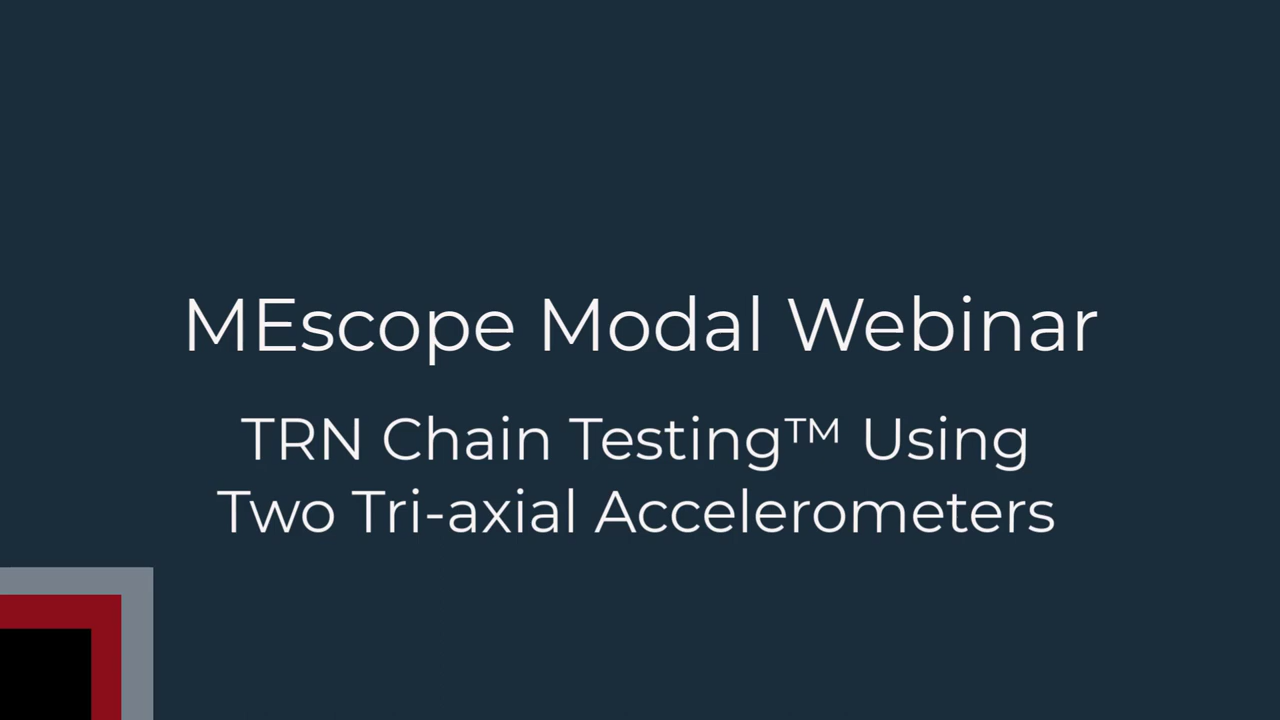 MEscope Modal Webinar
TRN Chain Testing™ Using
Two Tri-axial Accelerometers